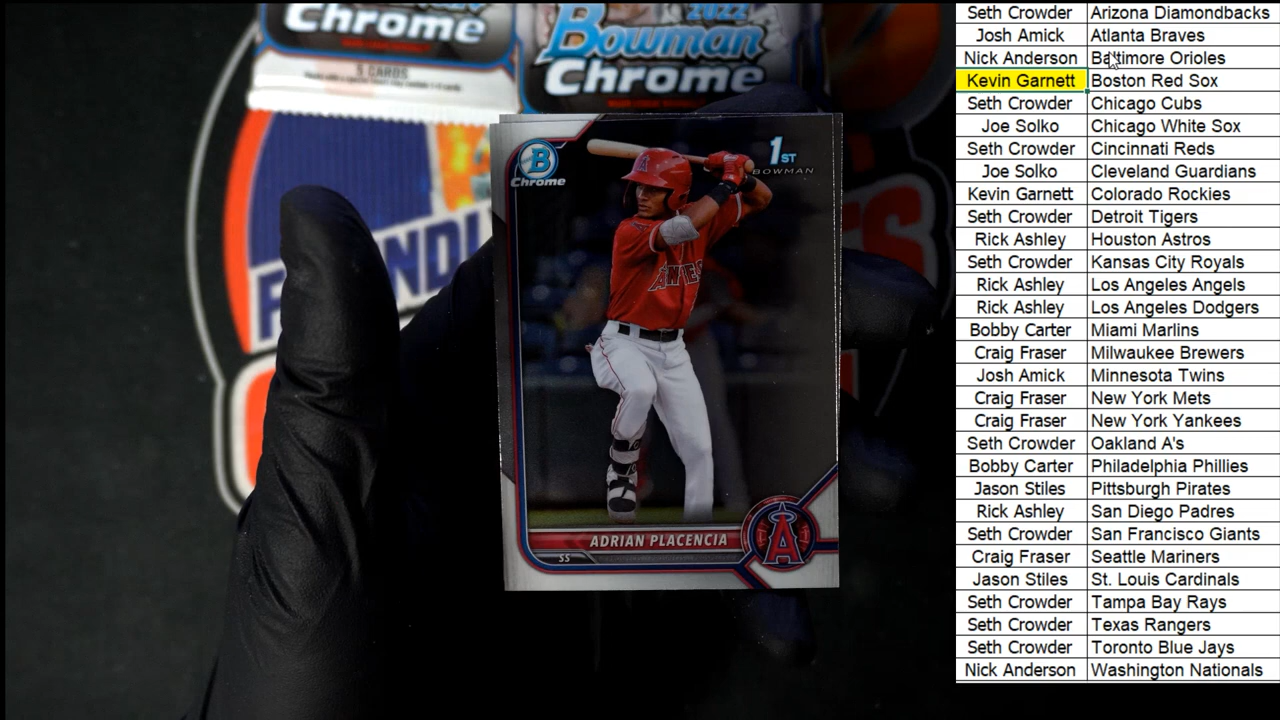 Chrome
5 CARDS
2022
Bowman
Chrome
B
Chrome
1ST
BOWMAN
ANGELS
ADRIAN PLACENCIA
SS
A
Seth Crowder Arizona Diamondbacks
Josh Amick Atlanta Braves
Nick Anderson Baltimore Orioles
Kevin Garnett Boston Red Sox
Seth Crowder Chicago Cubs
Joe Solko Chicago White Sox
Seth Crowder Cincinnati Reds
Joe Solko Cleveland Guardians
Kevin Garnett Colorado Rockies
Seth Crowder Detroit Tigers
Rick Ashley Houston Astros
Seth Crowder Kansas City Royals
Rick Ashley Los Angeles Angels
Rick Ashley Los Angeles Dodgers
Bobby Carter Miami Marlins
Craig Fraser Milwaukee Brewers
Josh Amick Minnesota Twins
Craig Fraser New York Mets
Craig Fraser New York Yankees
Seth Crowder Oakland A's
Bobby Carter Philadelphia Phillies
Jason Stiles Pittsburgh Pirates
Rick Ashley San Diego Padres
Seth Crowder San Francisco Giants
Craig Fraser Seattle Mariners
Jason Stiles St. Louis Cardinals
Seth Crowder Tampa Bay Rays
Seth Crowder Texas Rangers
Seth Crowder Toronto Blue Jays
Nick Anderson Washington Nationals